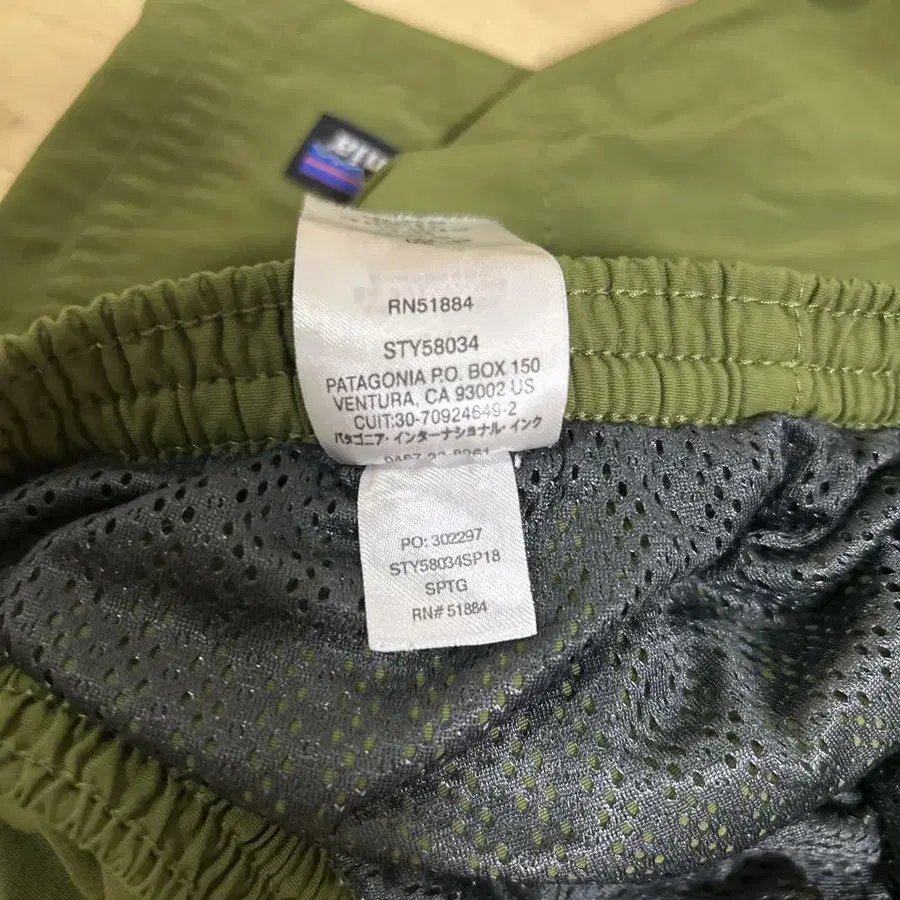 nia
RN51884
STY58034
PATAGONIA P.O. BOX 150
VENTURA, CA 93002 US
CUIT:30-70924649-2
パタゴニア・インターナショナル・インク
PO: 302297
STY58034SP18
SPTG
RN# 51884